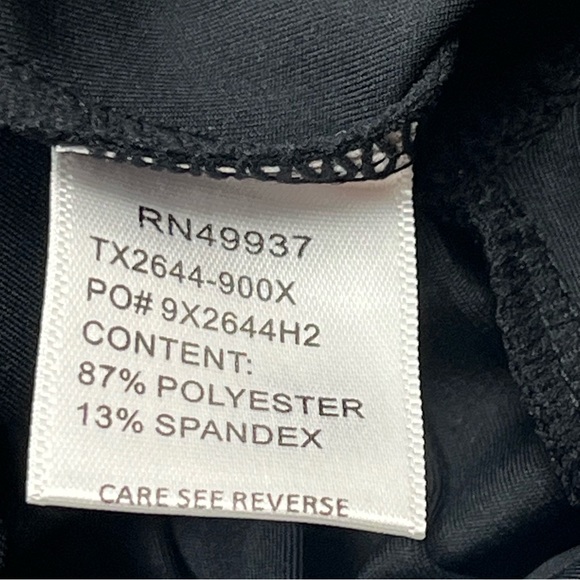 RN49937
TX2644-900X
PO# 9X2644H2
CONTENT:
87% POLYESTER
13% SPANDEX
CARE SEE REVERSE